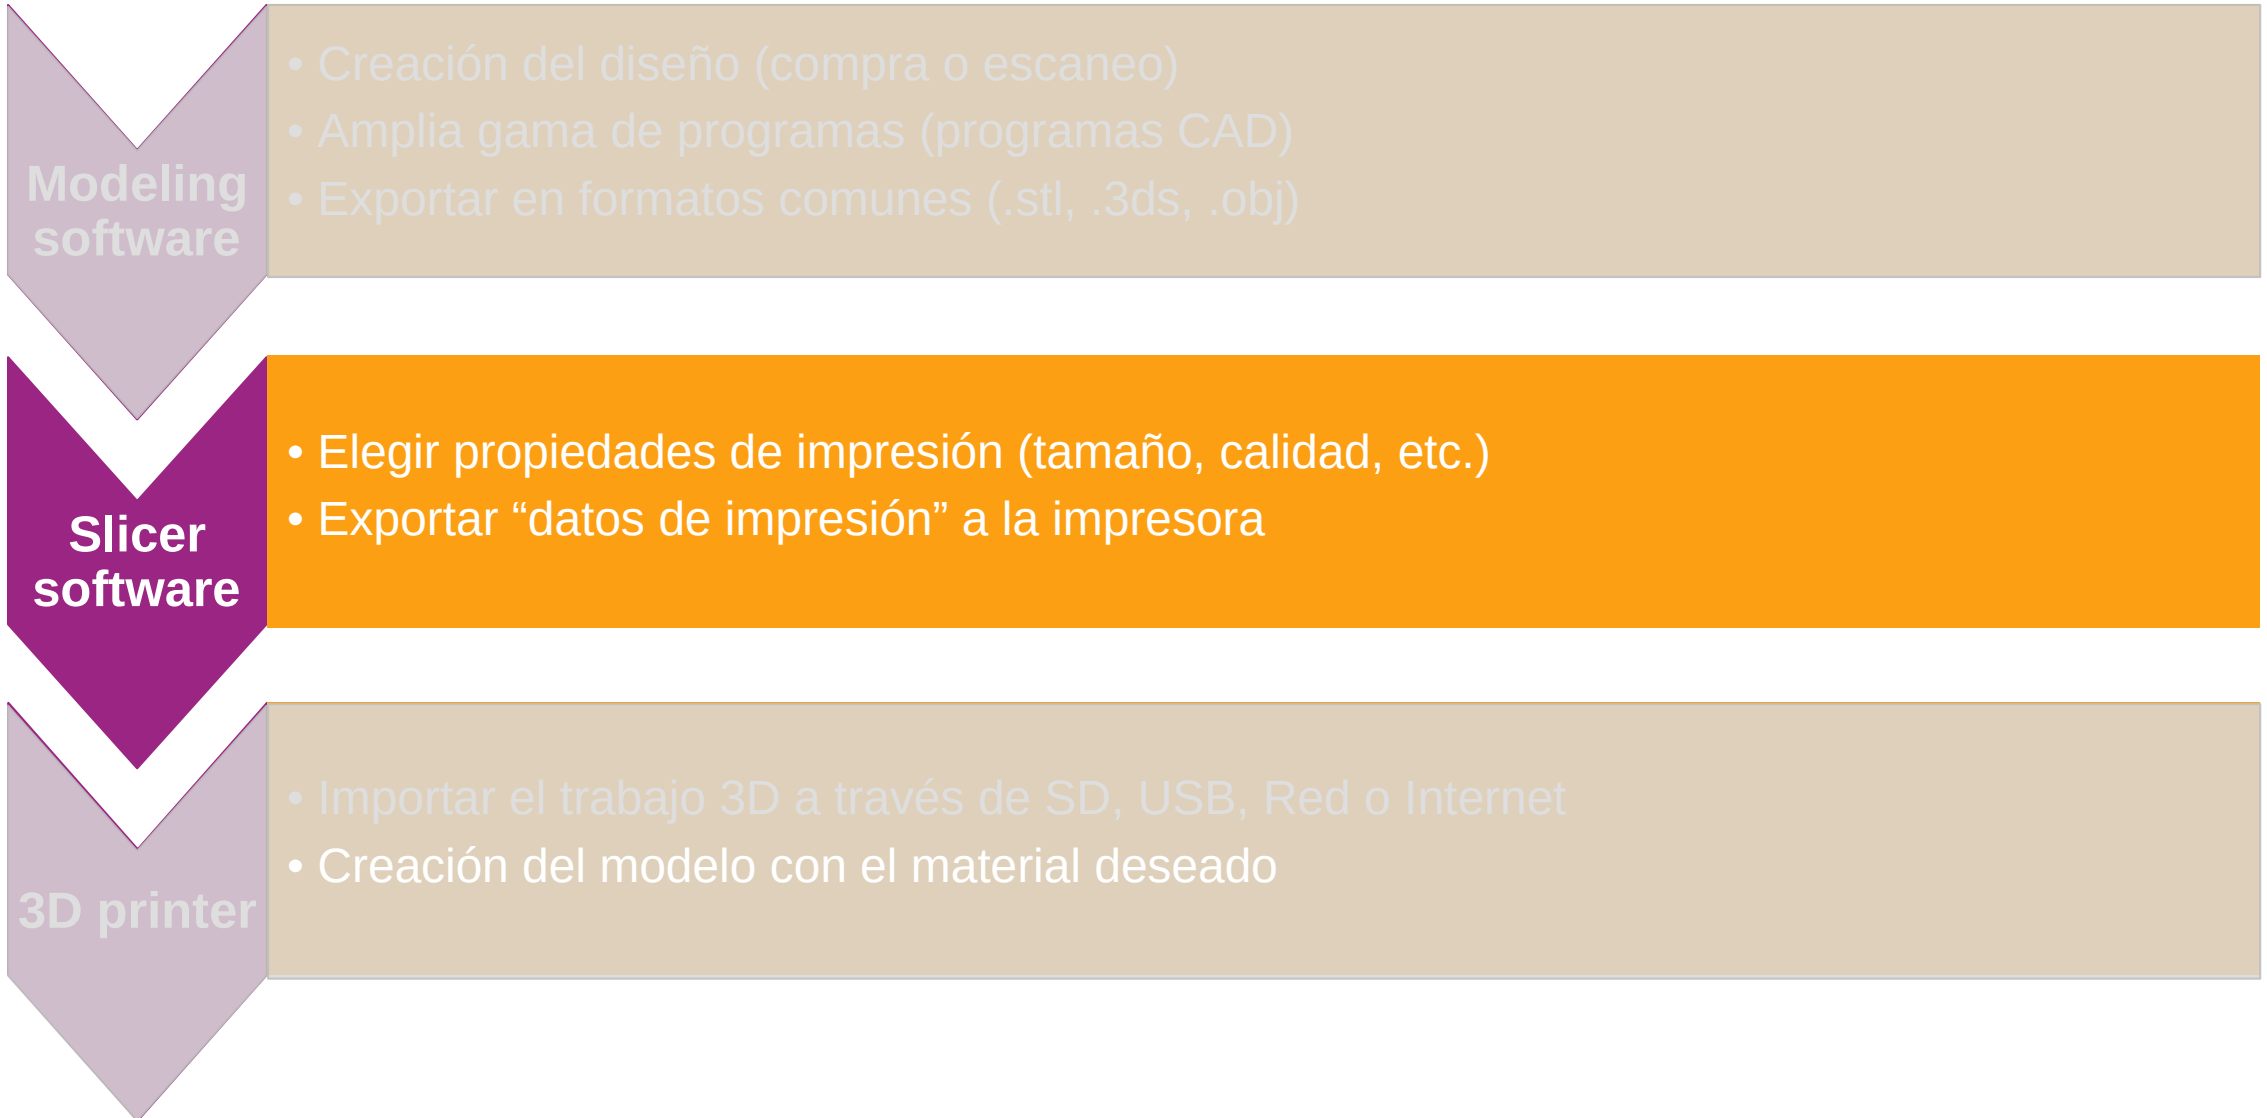 Modeling
software
• Creación del diseño (compra o escaneo)
• Amplia gama de programas (programas CAD)
• Exportar en formatos comunes (.stl, .3ds, .obj)
Slicer
software
• Elegir propiedades de impresión (tamaño, calidad, etc.)
• Exportar “datos de impresión” a la impresora
3D printer
• Importar el trabajo 3D a través de SD, USB, Red o Internet
• Creación del modelo con el material deseado